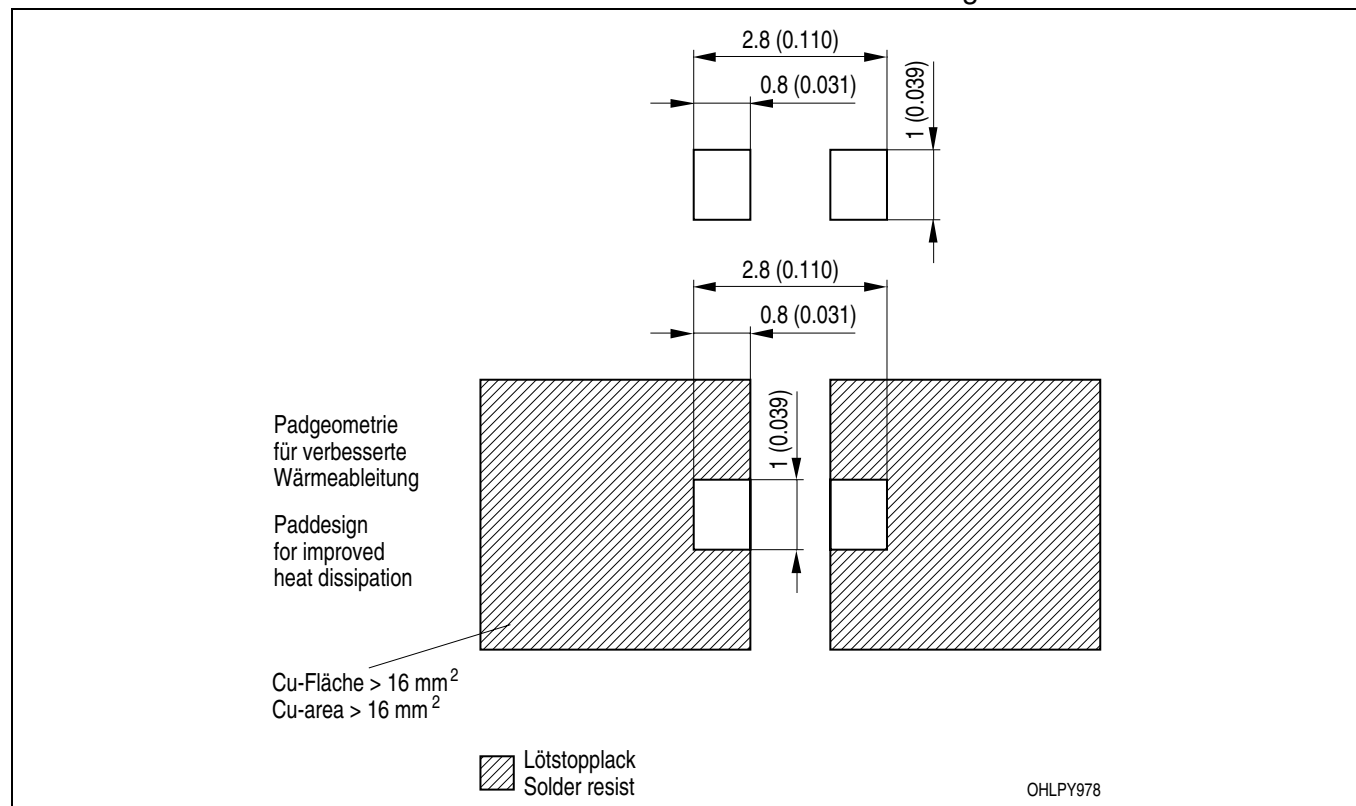 2.8 (0.110)
0.8 (0.031)
1 (0.039)
2.8 (0.110)
0.8 (0.031)
1 (0.039)
Padgeometrie
für verbesserte
Wärmeableitung
Paddesign
for improved
heat dissipation
Cu-Fläche > 16 mm²
Cu-area > 16 mm²
Lötstopplack
Solder resist
OHLPY978